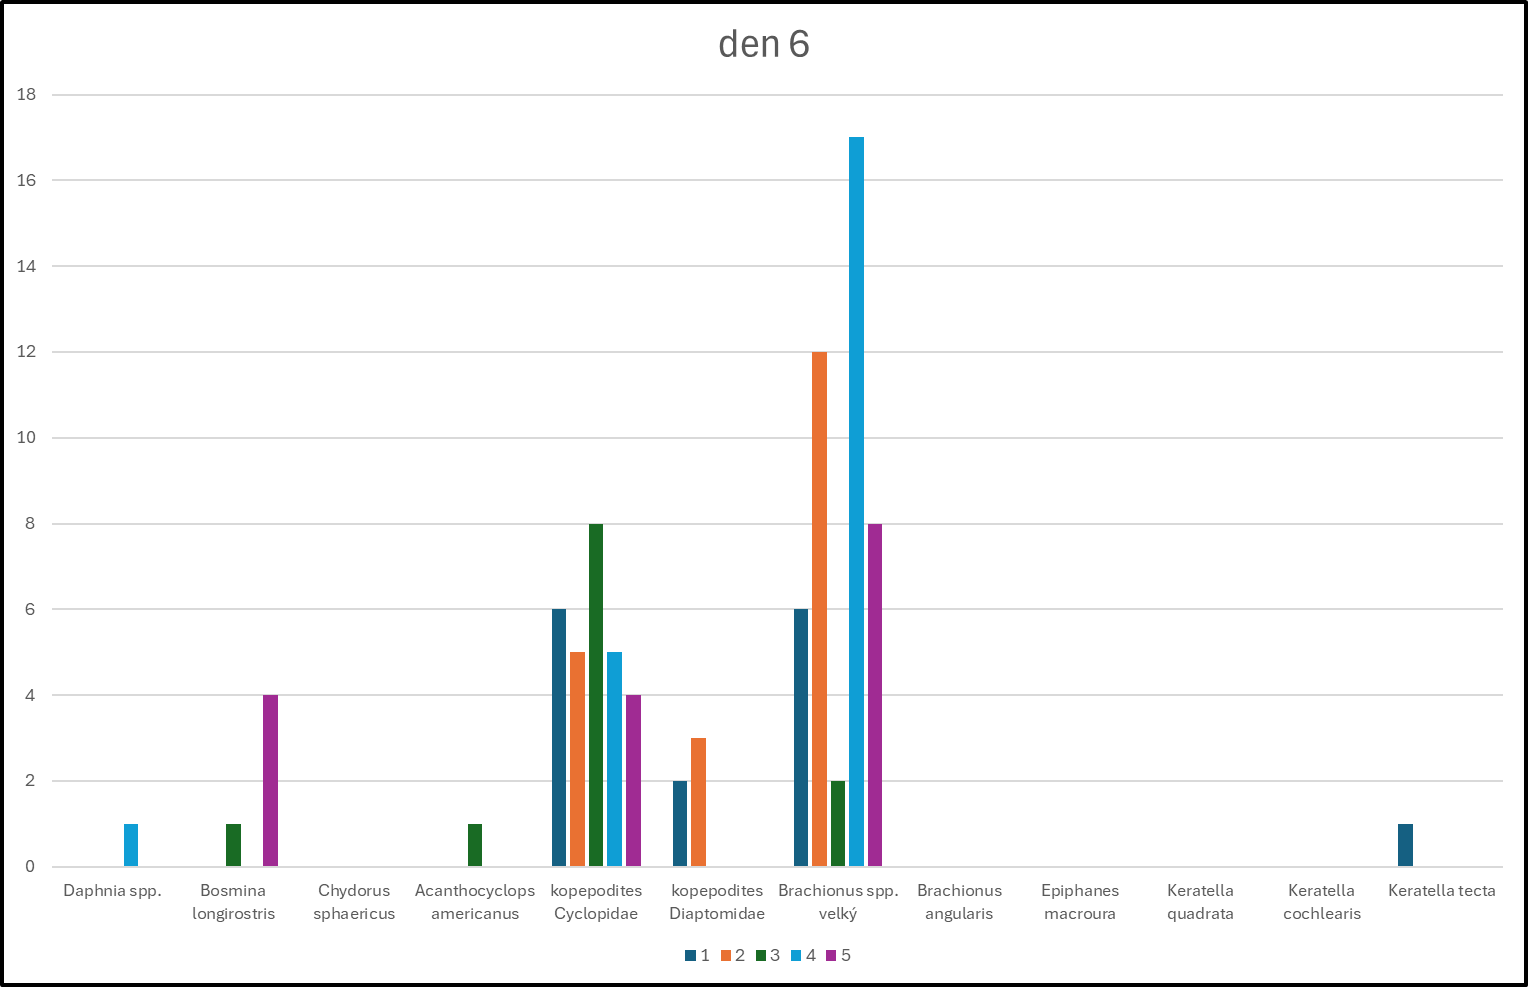 den 6
18
16
14
12
10
8
6
4
2
0
Daphnia spp.
Bosmina
longirostris
Chydorus
sphaericus
Acanthocyclops
americanus
kopepodites
Cyclopidae
kopepodites
Diaptomidae
Brachionus spp.
velký
Brachionus
angularis
Epiphanes
macroura
Keratella
quadrata
Keratella
cochlearis
Keratella tecta
1 2 3 4 5